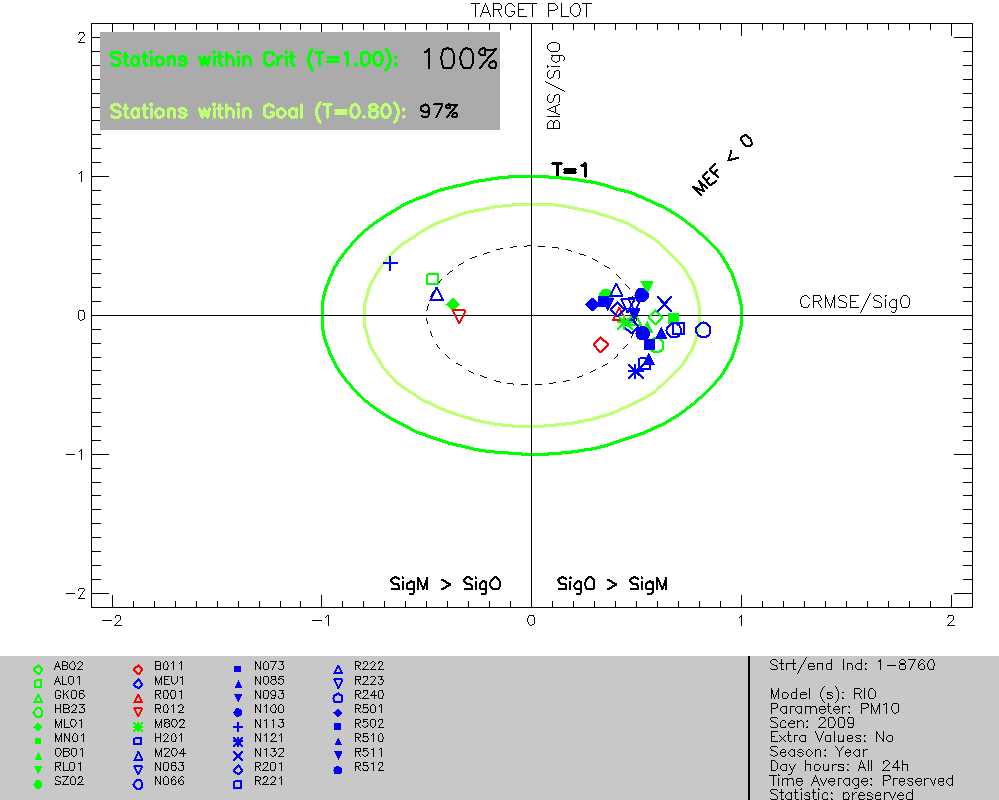 TARGET PLOT
Stations within Crit (T=1.00): 100%
Stations within Goal (T=0.80): 97%
BIAS/SigO
MEF < 0
T=1
CRMSE/SigO
2
1
0
-1
-2
SigM > SigO
SigO > SigM
-2 -1 0 1 2
AB02 B011 N073 R222
AL01 MEU1 N085 R223
GK06 R001 N093 R240
HB23 R012 N100 R501
ML01 M802 N113 R502
MN01 H201 N121 R510
OB01 M204 N132 R511
RL01 N063 R201 R512
SZ02 N066 R221
Strt/end Ind: 1-8760
Model (s): RIO
Parameter: PM10
Scen: 2009
Extra Values: No
Season: Year
Day hours: All 24h
Time Average: Preserved
Statistic: preserved